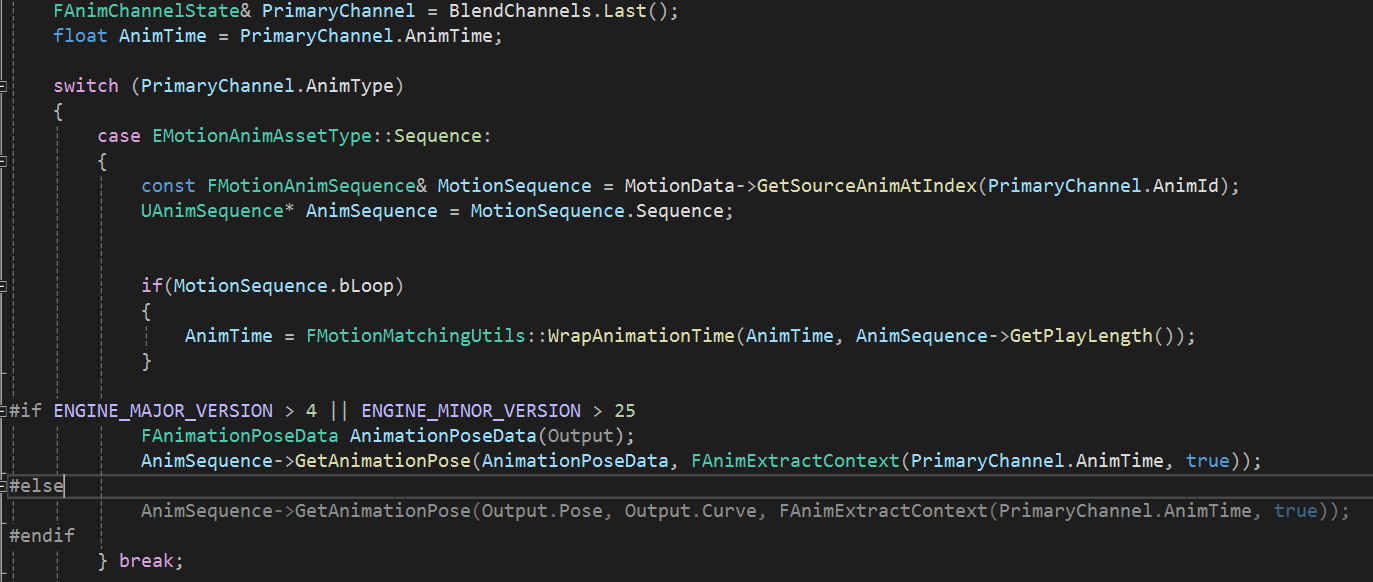 FAnimChannelState& PrimaryChannel = BlendChannels.Last();
float AnimTime = PrimaryChannel.AnimTime;
switch (PrimaryChannel.AnimType)
{
case EMotionAnimAssetType::Sequence:
{
const FMotionAnimSequence& MotionSequence = MotionData->GetSourceAnimAtIndex(PrimaryChannel.AnimId);
UAnimSequence* AnimSequence = MotionSequence.Sequence;
if(MotionSequence.bLoop)
{
AnimTime = FMotionMatchingUtils::WrapAnimationTime(AnimTime, AnimSequence->GetPlayLength());
}
#if ENGINE_MAJOR_VERSION > 4 || ENGINE_MINOR_VERSION > 25
FAnimationPoseData AnimationPoseData(Output);
AnimSequence->GetAnimationPose(AnimationPoseData, FAnimExtractContext(PrimaryChannel.AnimTime, true));
#else
AnimSequence->GetAnimationPose(Output.Pose, Output.Curve, FAnimExtractContext(PrimaryChannel.AnimTime, true));
#endif
} break;